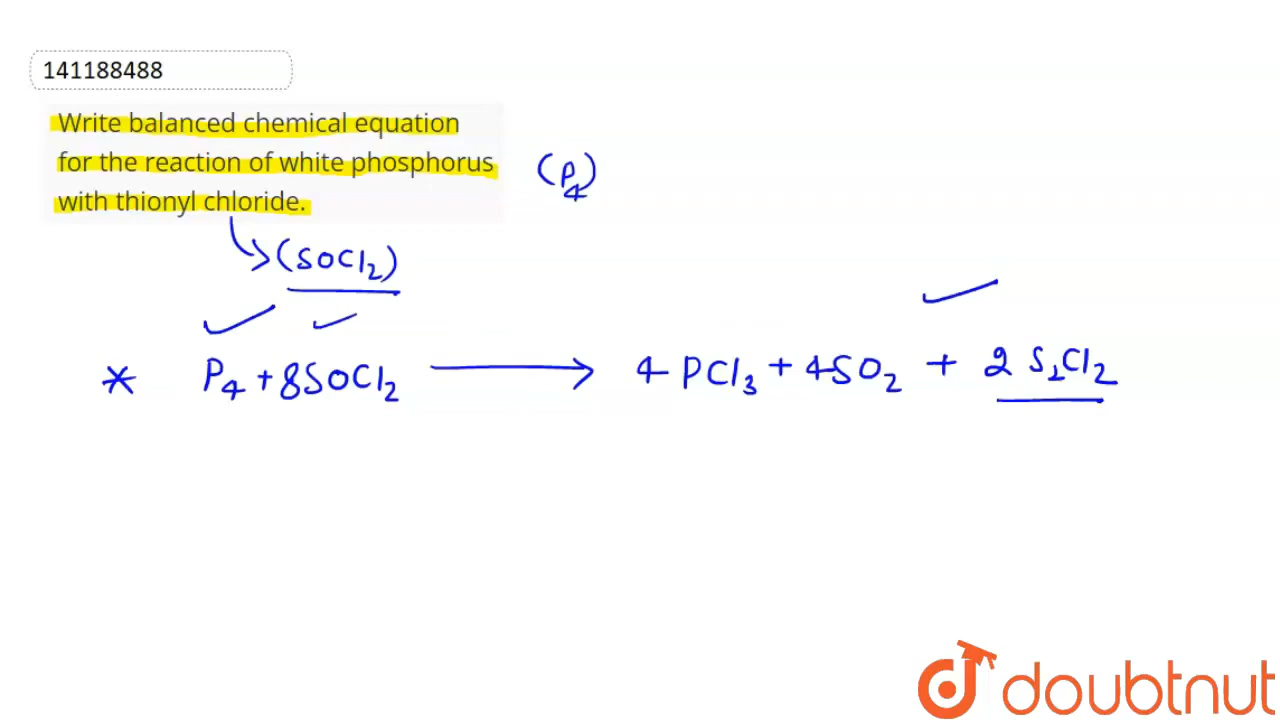 141188488
Write balanced chemical equation
for the reaction of white phosphorus
with thionyl chloride.
(P₄)
(SOCl₂)
P₄ + 8SOCl₂ ⟶ 4PCl₃ + 4SO₂ + 2S₂Cl₂
doubtnut